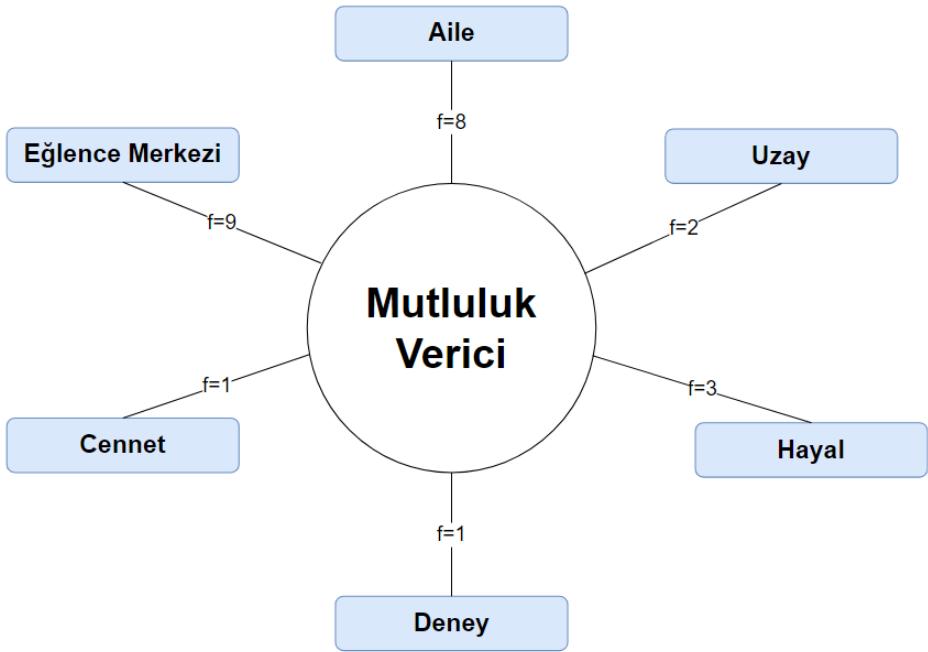 Aile
f=8
Eğlence Merkezi
Uzay
f=9
f=2
Mutluluk
Verici
f=1
f=3
Cennet
Hayal
f=1
Deney